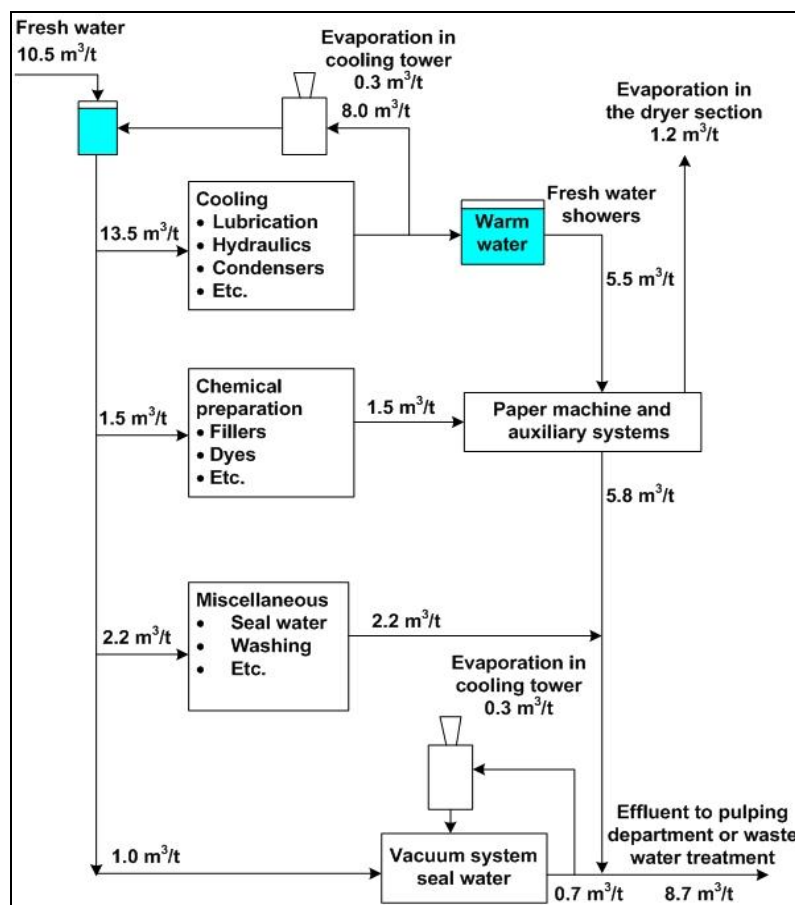 Fresh water
10.5 m³/t
Evaporation in
cooling tower
0.3 m³/t
8.0 m³/t
Evaporation in
the dryer section
1.2 m³/t
Cooling
• Lubrication
• Hydraulics
• Condensers
• Etc.
13.5 m³/t
Warm
water
Fresh water
showers
5.5 m³/t
Chemical
preparation
• Fillers
• Dyes
• Etc.
1.5 m³/t
1.5 m³/t
Paper machine and
auxiliary systems
5.8 m³/t
Miscellaneous
• Seal water
• Washing
• Etc.
2.2 m³/t
2.2 m³/t
Evaporation in
cooling tower
0.3 m³/t
1.0 m³/t
Vacuum system
seal water
0.7 m³/t
Effluent to pulping
department or waste
water treatment
8.7 m³/t